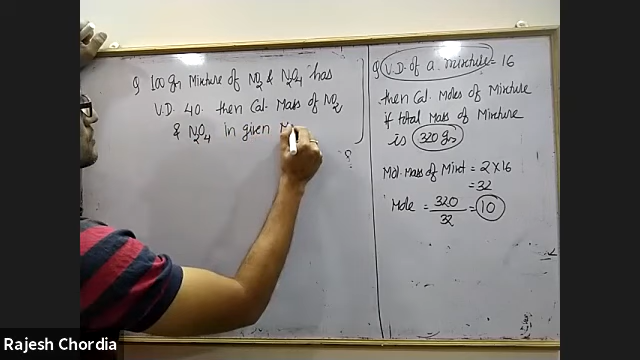 Q 100 gm Mixture of NO2 & N2O4 has
V.D. 40. then Cal. Mass of NO2
& N2O4 in given
Q V.D. of a mixture = 16
then Cal. Moles of Mixture
if total Mass of Mixture
is 320 gm
Mol. Mass of Mixt = 2 × 16
= 32
Mole = 320/32 = 10
Rajesh Chordia